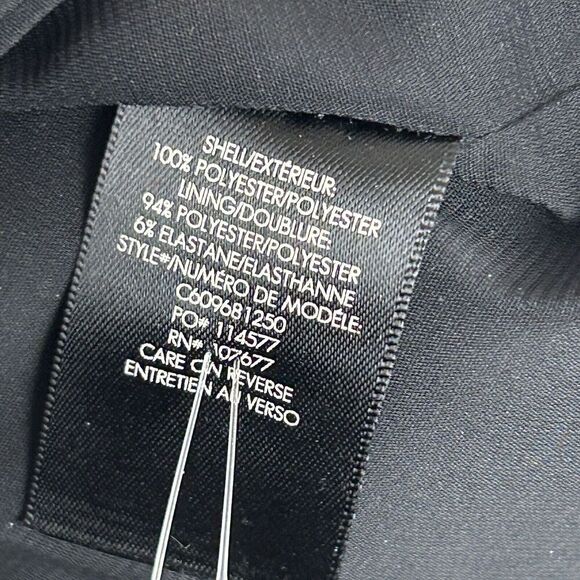 SHELL/EXTÉRIEUR:
100% POLYESTER/POLYESTER
LINING/DOUBLURE:
94% POLYESTER/POLYESTER
6% ELASTANE/ELASTHANNE
STYLE#/NUMÉRO DE MODÉLE:
C609681250
PO# 114577
RN# 107677
CARE ON REVERSE
ENTRETIEN AU VERSO